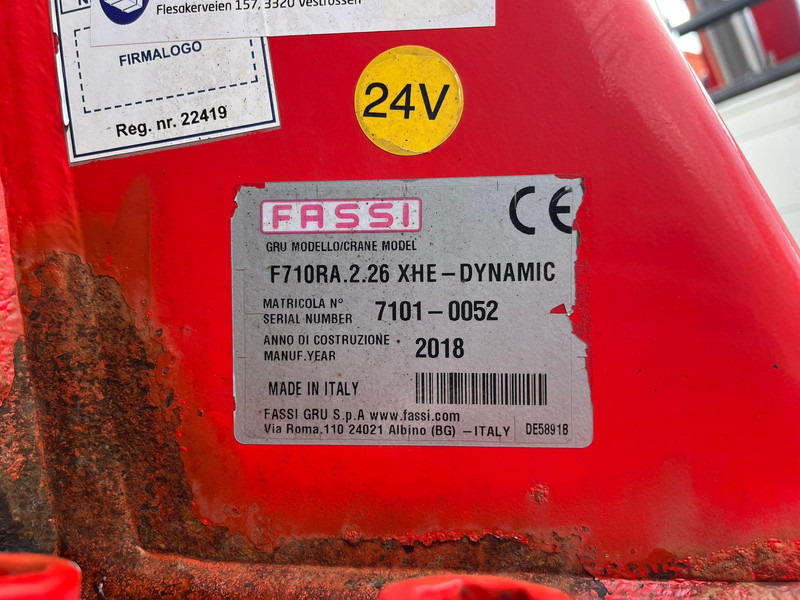 Flesakerveien 157, 3320 Vestfossen
FIRMALOGO
Reg. nr. 22419
24V
FASSI
CE
GRU MODELLO/CRANE MODEL
F710RA.2.26 XHE-DYNAMIC
MATRICOLA Nº
SERIAL NUMBER
7101-0052
ANNO DI COSTRUZIONE
MANUF.YEAR
2018
MADE IN ITALY
FASSI GRU S.p.A www.fassi.com
Via Roma.110 24021 Albino (BG) -ITALY
DE5891B